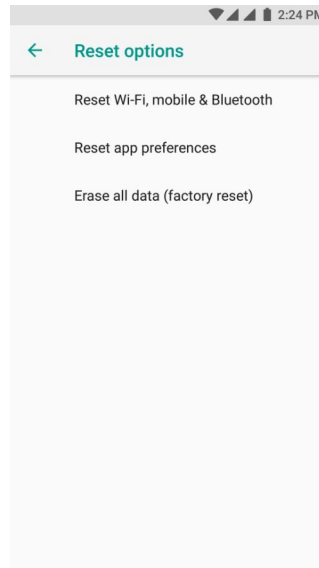 2:24 PM
Reset options
Reset Wi-Fi, mobile & Bluetooth
Reset app preferences
Erase all data (factory reset)